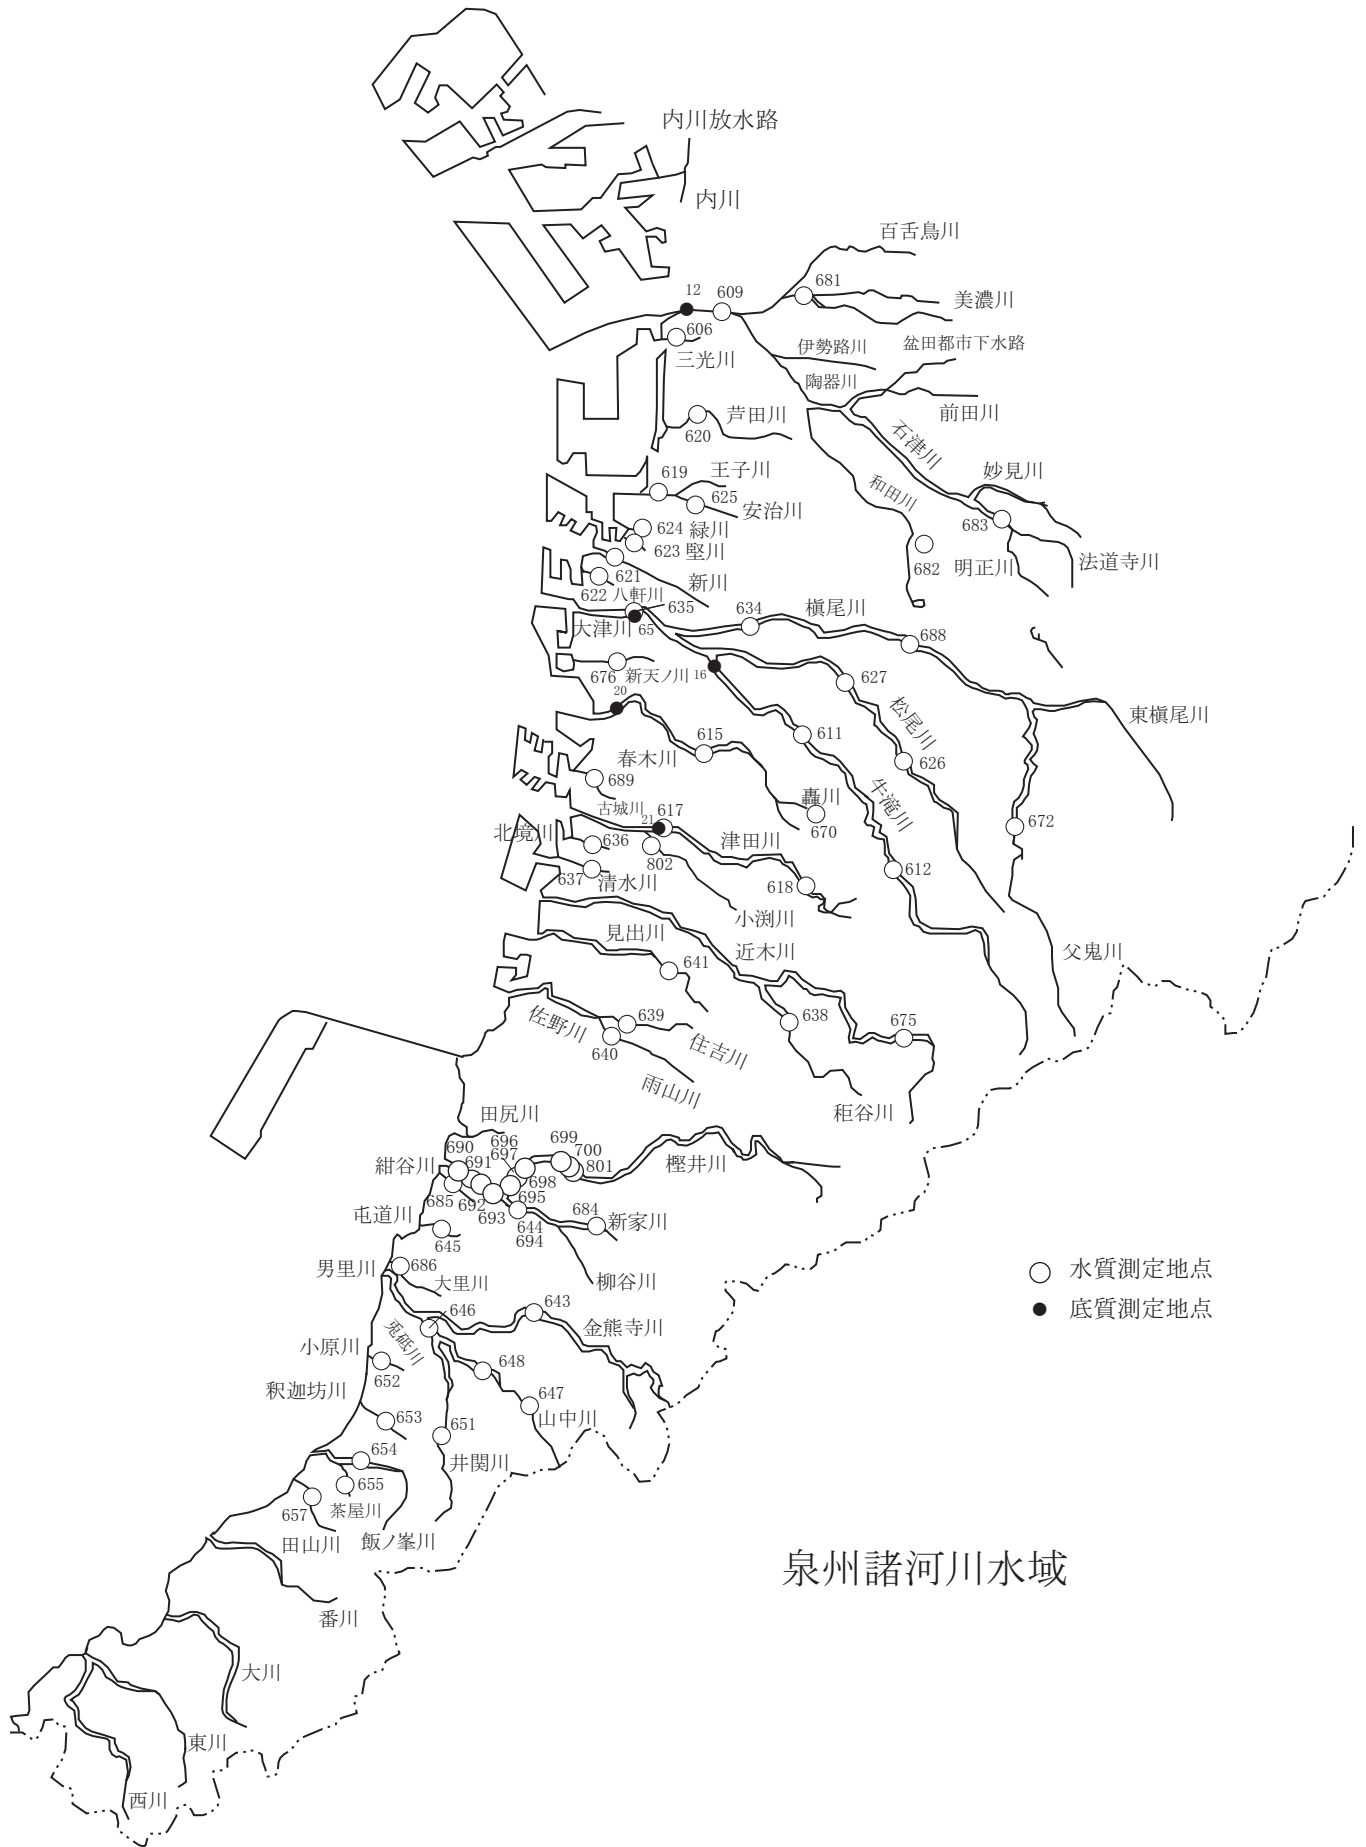 内川放水路
内川
百舌鳥川
681
美濃川
12
609
606
三光川
伊勢路川
盆田都市下水路
陶器川
前田川
芦田川
620
石津川
王子川
619
625
安治川
妙見川
和田川
683
624
緑川
623
堅川
682
明正川
法道寺川
621
新川
622
八軒川
635
634
槇尾川
大津川
65
688
676
新天ノ川
16
627
20
松尾川
東槇尾川
611
615
春木川
626
689
牛滝川
轟川
670
古城川
617
21
672
北境川
636
津田川
802
612
637
清水川
618
小渕川
見出川
近木川
父鬼川
641
佐野川
639
638
675
640
住吉川
雨山川
秬谷川
田尻川
696
699
690
697
700
691
801
樫井川
紺谷川
698
685
692
695
693
684
新家川
屯道川
644
694
645
男里川
686
大里川
柳谷川
水質測定地点
底質測定地点
646
643
金熊寺川
兎砥川
小原川
652
648
釈迦坊川
647
653
651
山中川
654
井関川
655
657
茶屋川
田山川
飯ノ峯川
泉州諸河川水域
番川
大川
東川
西川